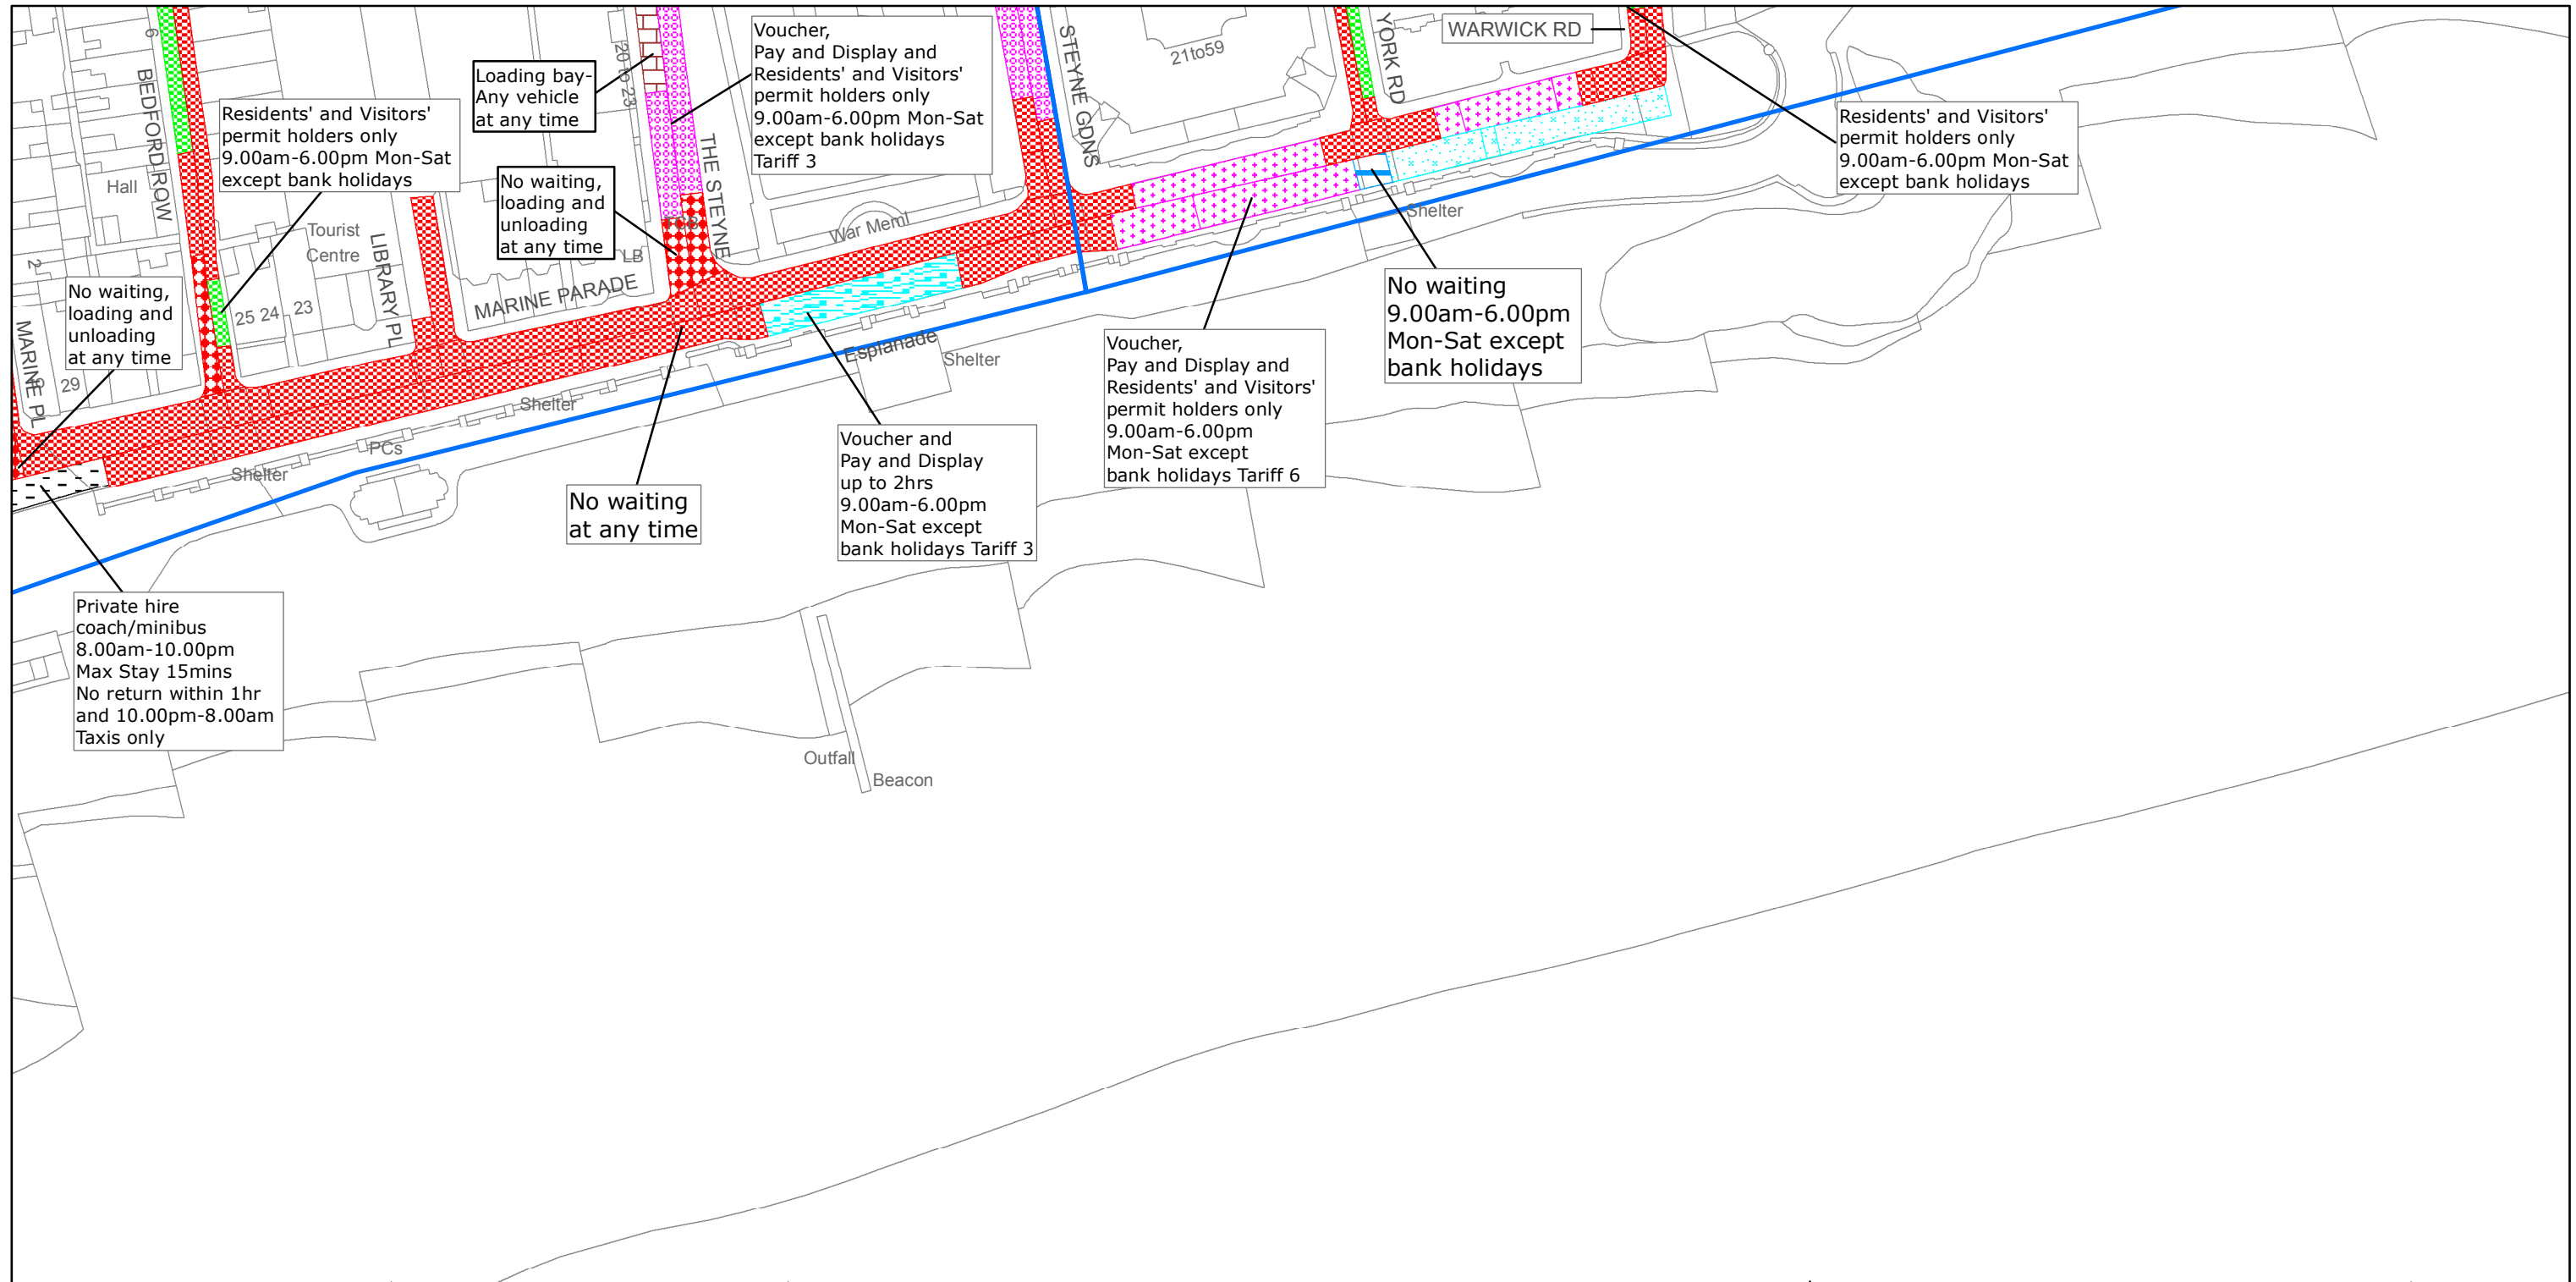 6
BEDFORD ROW
Hall
2
Residents' and Visitors'
permit holders only
9.00am-6.00pm Mon-Sat
except bank holidays
Tourist
Centre
LIBRARY PL
25 24 23
No waiting,
loading and
unloading
at any time
MARINE PL
29
Loading bay-
Any vehicle
at any time
20 to 23
No waiting,
loading and
unloading
at any time
Voucher,
Pay and Display and
Residents' and Visitors'
permit holders only
9.00am-6.00pm Mon-Sat
except bank holidays
Tariff 3
THE STEYNE
TCB
LB
War Meml
MARINE PARADE
STEYNE GDNS
21to59
YORK RD
WARWICK RD
Residents' and Visitors'
permit holders only
9.00am-6.00pm Mon-Sat
except bank holidays
Shelter
No waiting
9.00am-6.00pm
Mon-Sat except
bank holidays
Voucher,
Pay and Display and
Residents' and Visitors'
permit holders only
9.00am-6.00pm
Mon-Sat except
bank holidays Tariff 6
Esplanade
Shelter
Voucher and
Pay and Display
up to 2hrs
9.00am-6.00pm
Mon-Sat except
bank holidays Tariff 3
Shelter
PCs
Shelter
No waiting
at any time
Private hire
coach/minibus
8.00am-10.00pm
Max Stay 15mins
No return within 1hr
and 10.00pm-8.00am
Taxis only
Outfall
Beacon